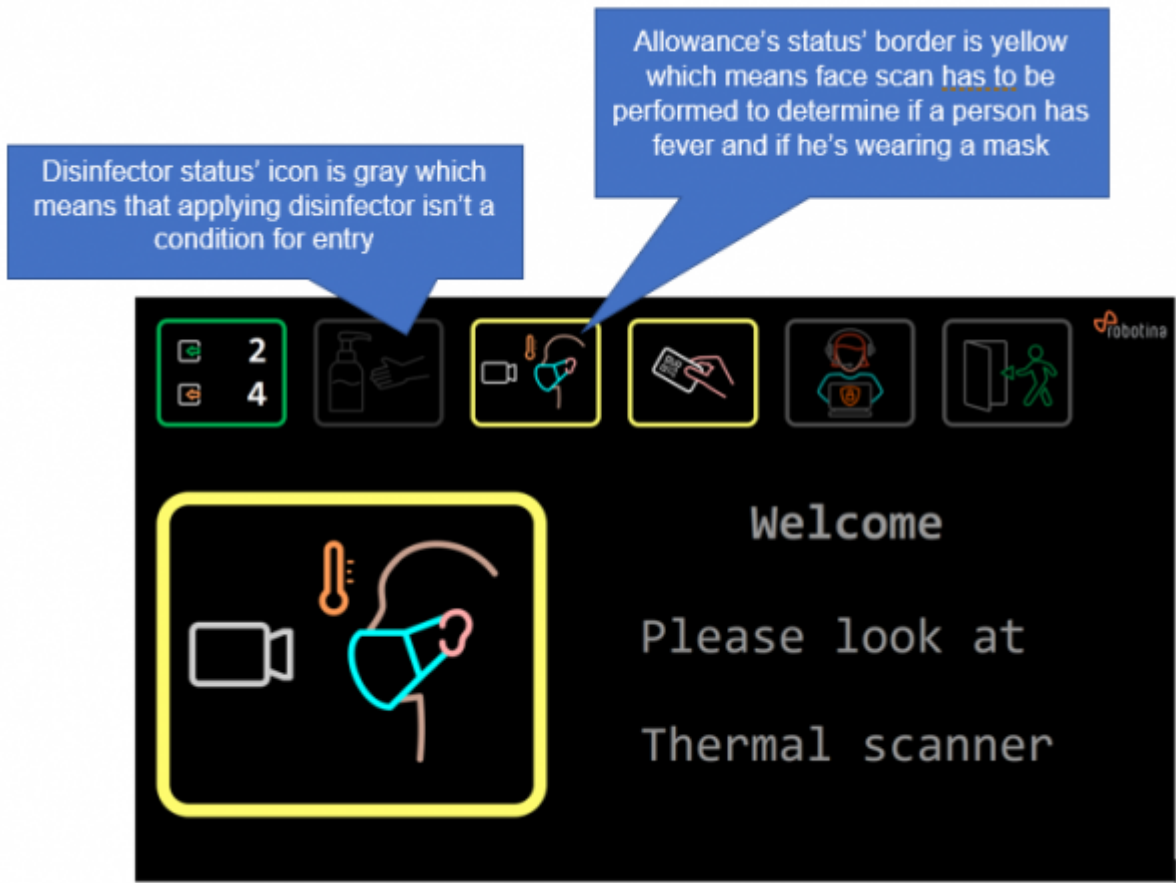 Allowance's status' border is yellow
which means face scan has to be
performed to determine if a person has
fever and if he's wearing a mask
Disinfector status' icon is gray which
means that applying disinfector isn't a
condition for entry
2
4
robotina
Welcome
Please look at
Thermal scanner